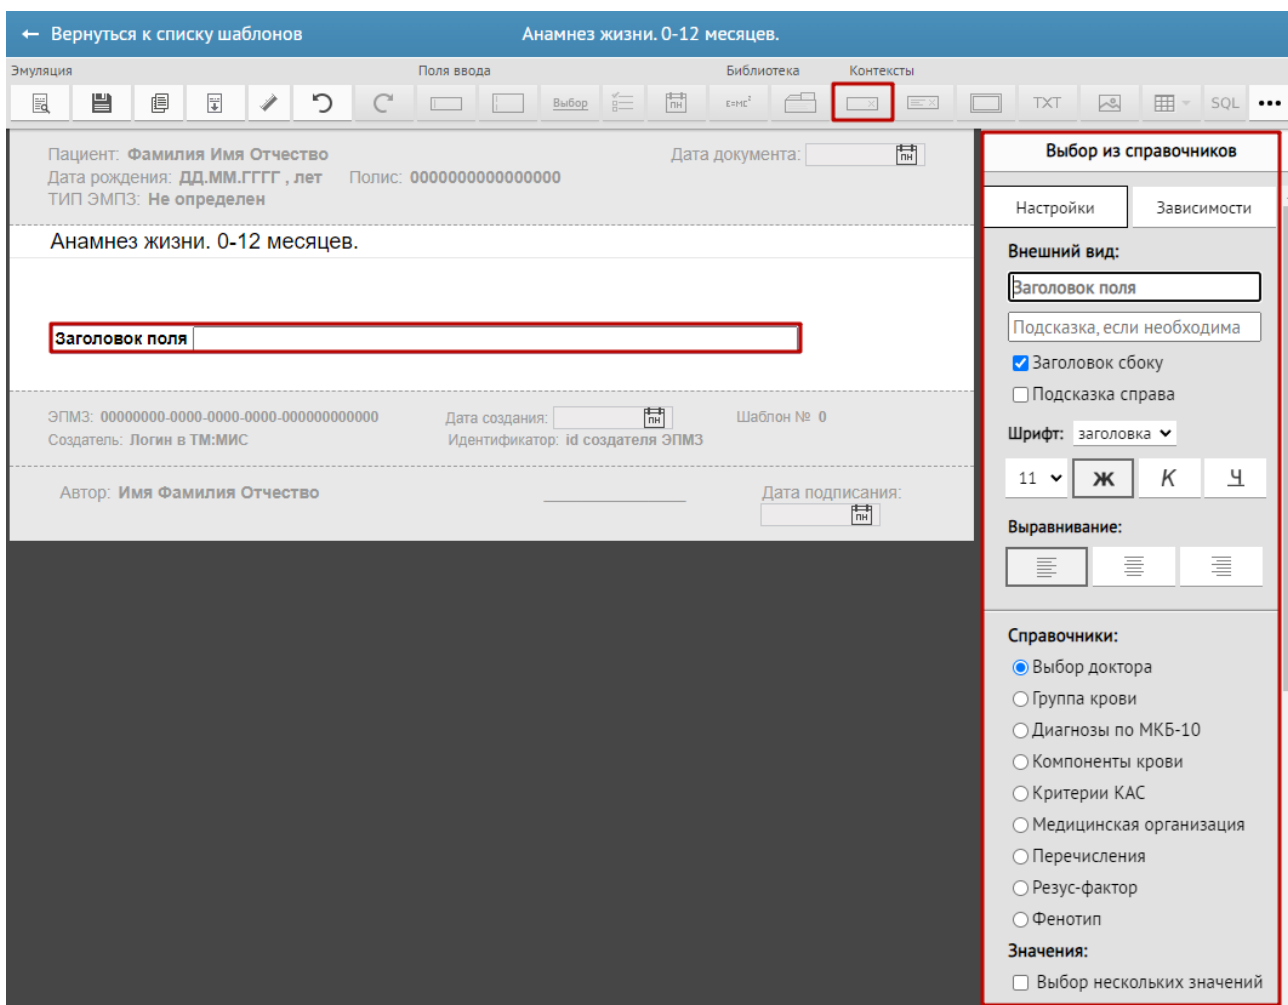 ← Вернуться к списку шаблонов
Анамнез жизни. 0-12 месяцев.
Эмуляция
Поля ввода
Библиотека
Контексты
Выбор
ПН
E=MC²
TXT
SQL
Пациент: Фамилия Имя Отчество
Дата документа:
ПН
Дата рождения: ДД.ММ.ГГГГ , лет Полис: 0000000000000000
ТИП ЭМПЗ: Не определен
Анамнез жизни. 0-12 месяцев.
Заголовок поля
ЭПМЗ: 00000000-0000-0000-0000-000000000000
Дата создания:
ПН
Шаблон № 0
Создатель: Логин в ТМ:МИС
Идентификатор: id создателя ЭПМЗ
Автор: Имя Фамилия Отчество
Дата подписания:
ПН
Выбор из справочников
Настройки
Зависимости
Внешний вид:
Заголовок поля
Подсказка, если необходима
Заголовок сбоку
Подсказка справа
Шрифт: заголовка
11 Ж К Ч
Выравнивание:
Справочники:
Выбор доктора
Группа крови
Диагнозы по МКБ-10
Компоненты крови
Критерии КАС
Медицинская организация
Перечисления
Резус-фактор
Фенотип
Значения:
Выбор нескольких значений